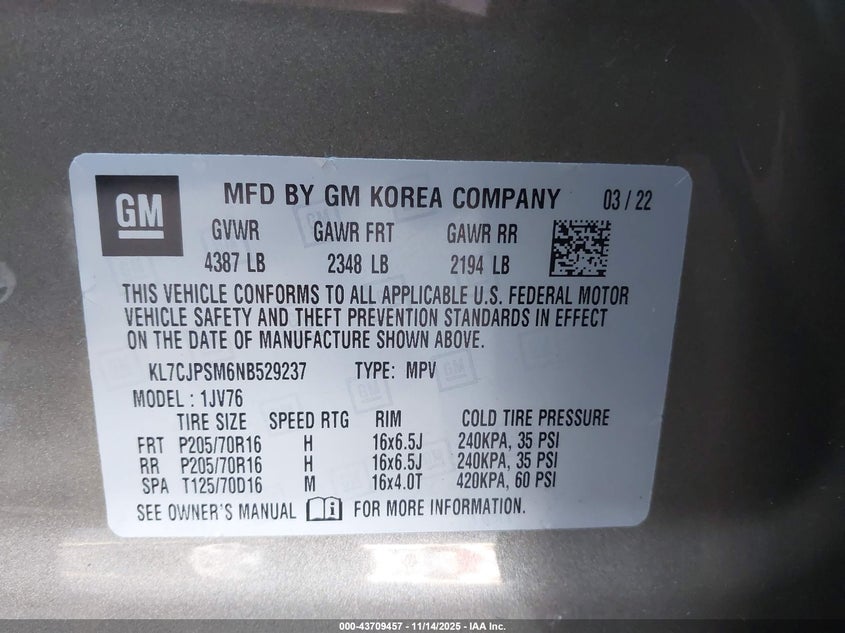 GM
MFD BY GM KOREA COMPANY 03 / 22
GVWR GAWR FRT GAWR RR
4387 LB 2348 LB 2194 LB
THIS VEHICLE CONFORMS TO ALL APPLICABLE U.S. FEDERAL MOTOR
VEHICLE SAFETY AND THEFT PREVENTION STANDARDS IN EFFECT
ON THE DATE OF MANUFACTURE SHOWN ABOVE.
KL7CJPSM6NB529237 TYPE: MPV
MODEL : 1JV76
TIRE SIZE SPEED RTG RIM COLD TIRE PRESSURE
FRT P205/70R16 H 16x6.5J 240KPA, 35 PSI
RR P205/70R16 H 16x6.5J 240KPA, 35 PSI
SPA T125/70D16 M 16x4.0T 420KPA, 60 PSI
SEE OWNER'S MANUAL FOR MORE INFORMATION.
000-43709457 - 11/14/2025 - IAA Inc.